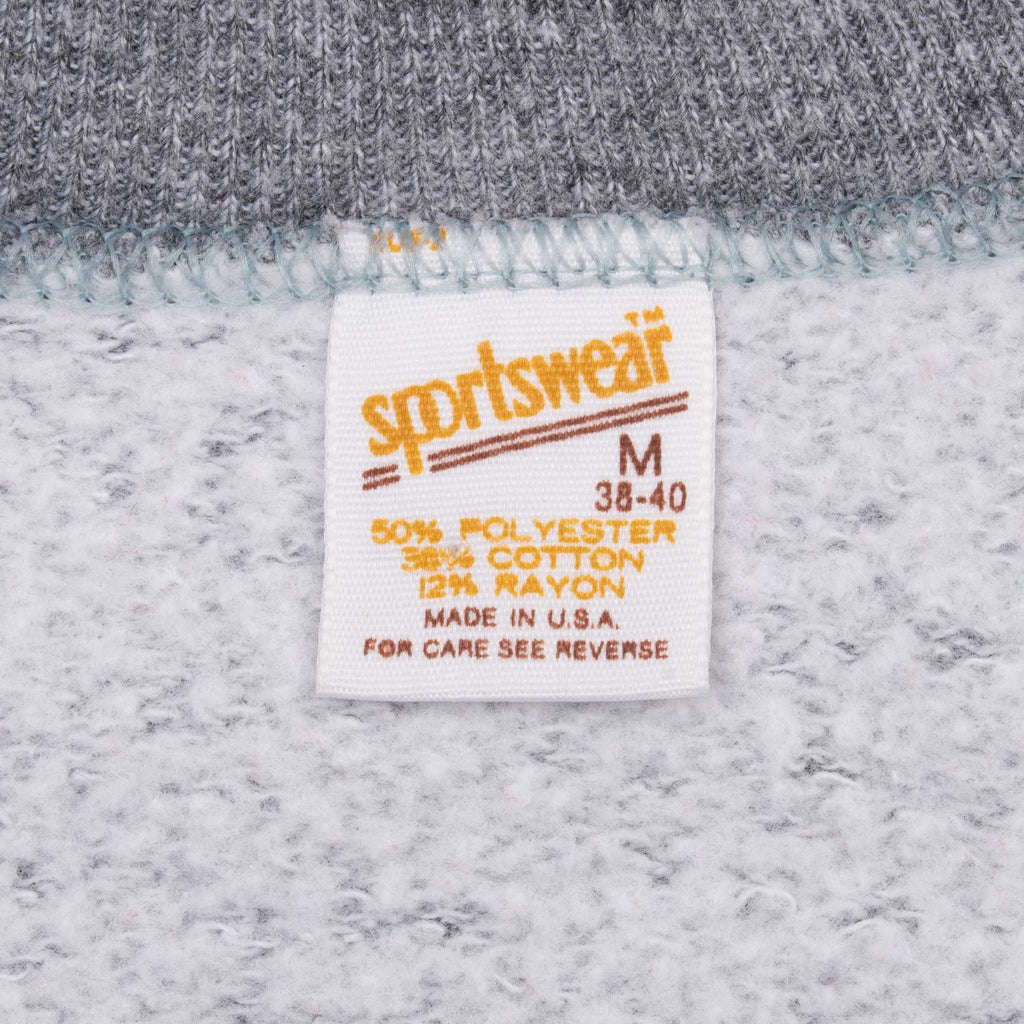 sportswear™
M
38-40
50% POLYESTER
38% COTTON
12% RAYON
MADE IN U.S.A.
FOR CARE SEE REVERSE